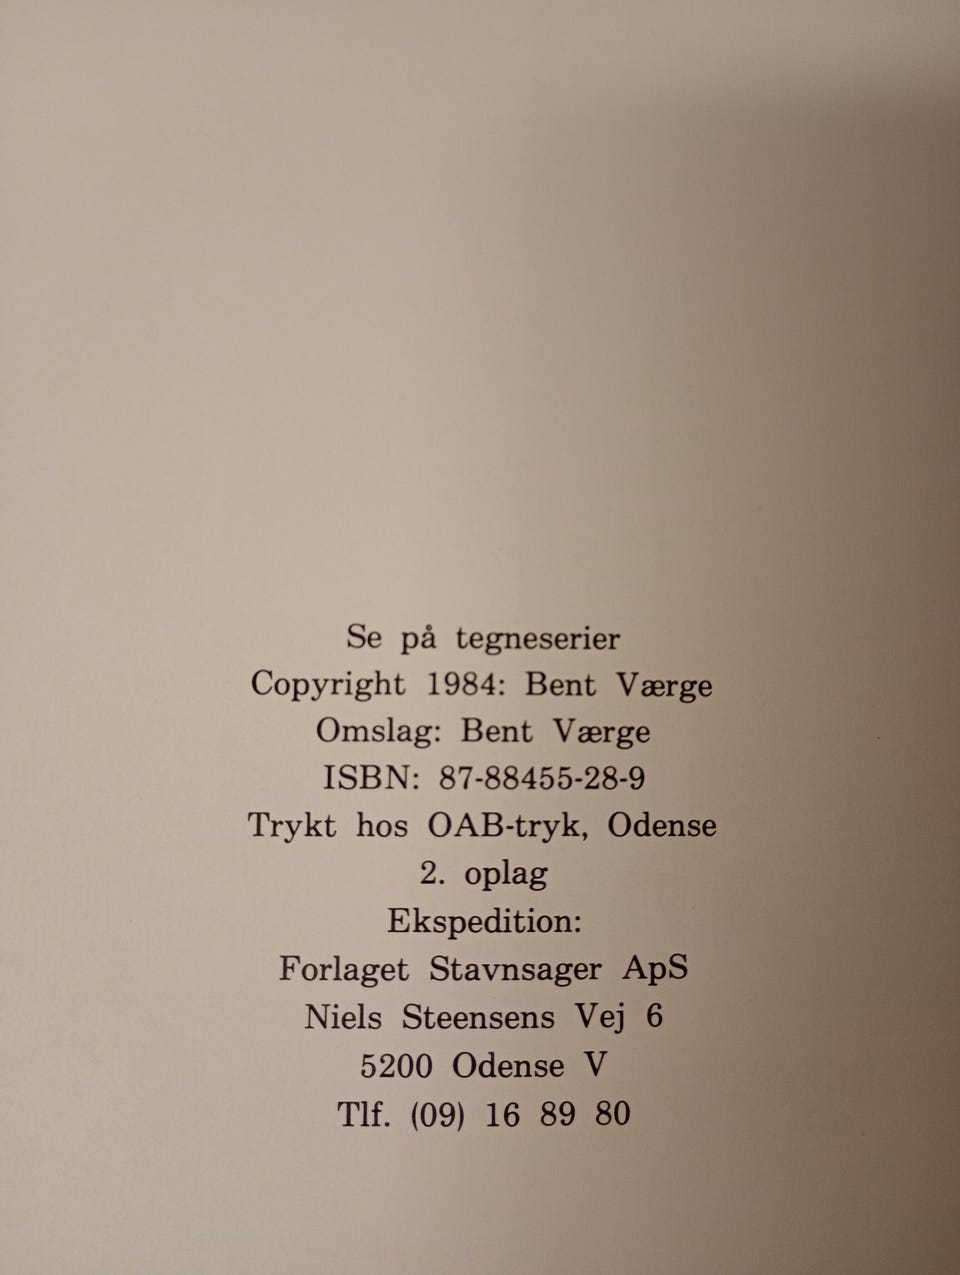 Se på tegneserier
Copyright 1984: Bent Værge
Omslag: Bent Værge
ISBN: 87-88455-28-9
Trykt hos OAB-tryk, Odense
2. oplag
Ekspedition:
Forlaget Stavnsager ApS
Niels Steensens Vej 6
5200 Odense V
Tlf. (09) 16 89 80